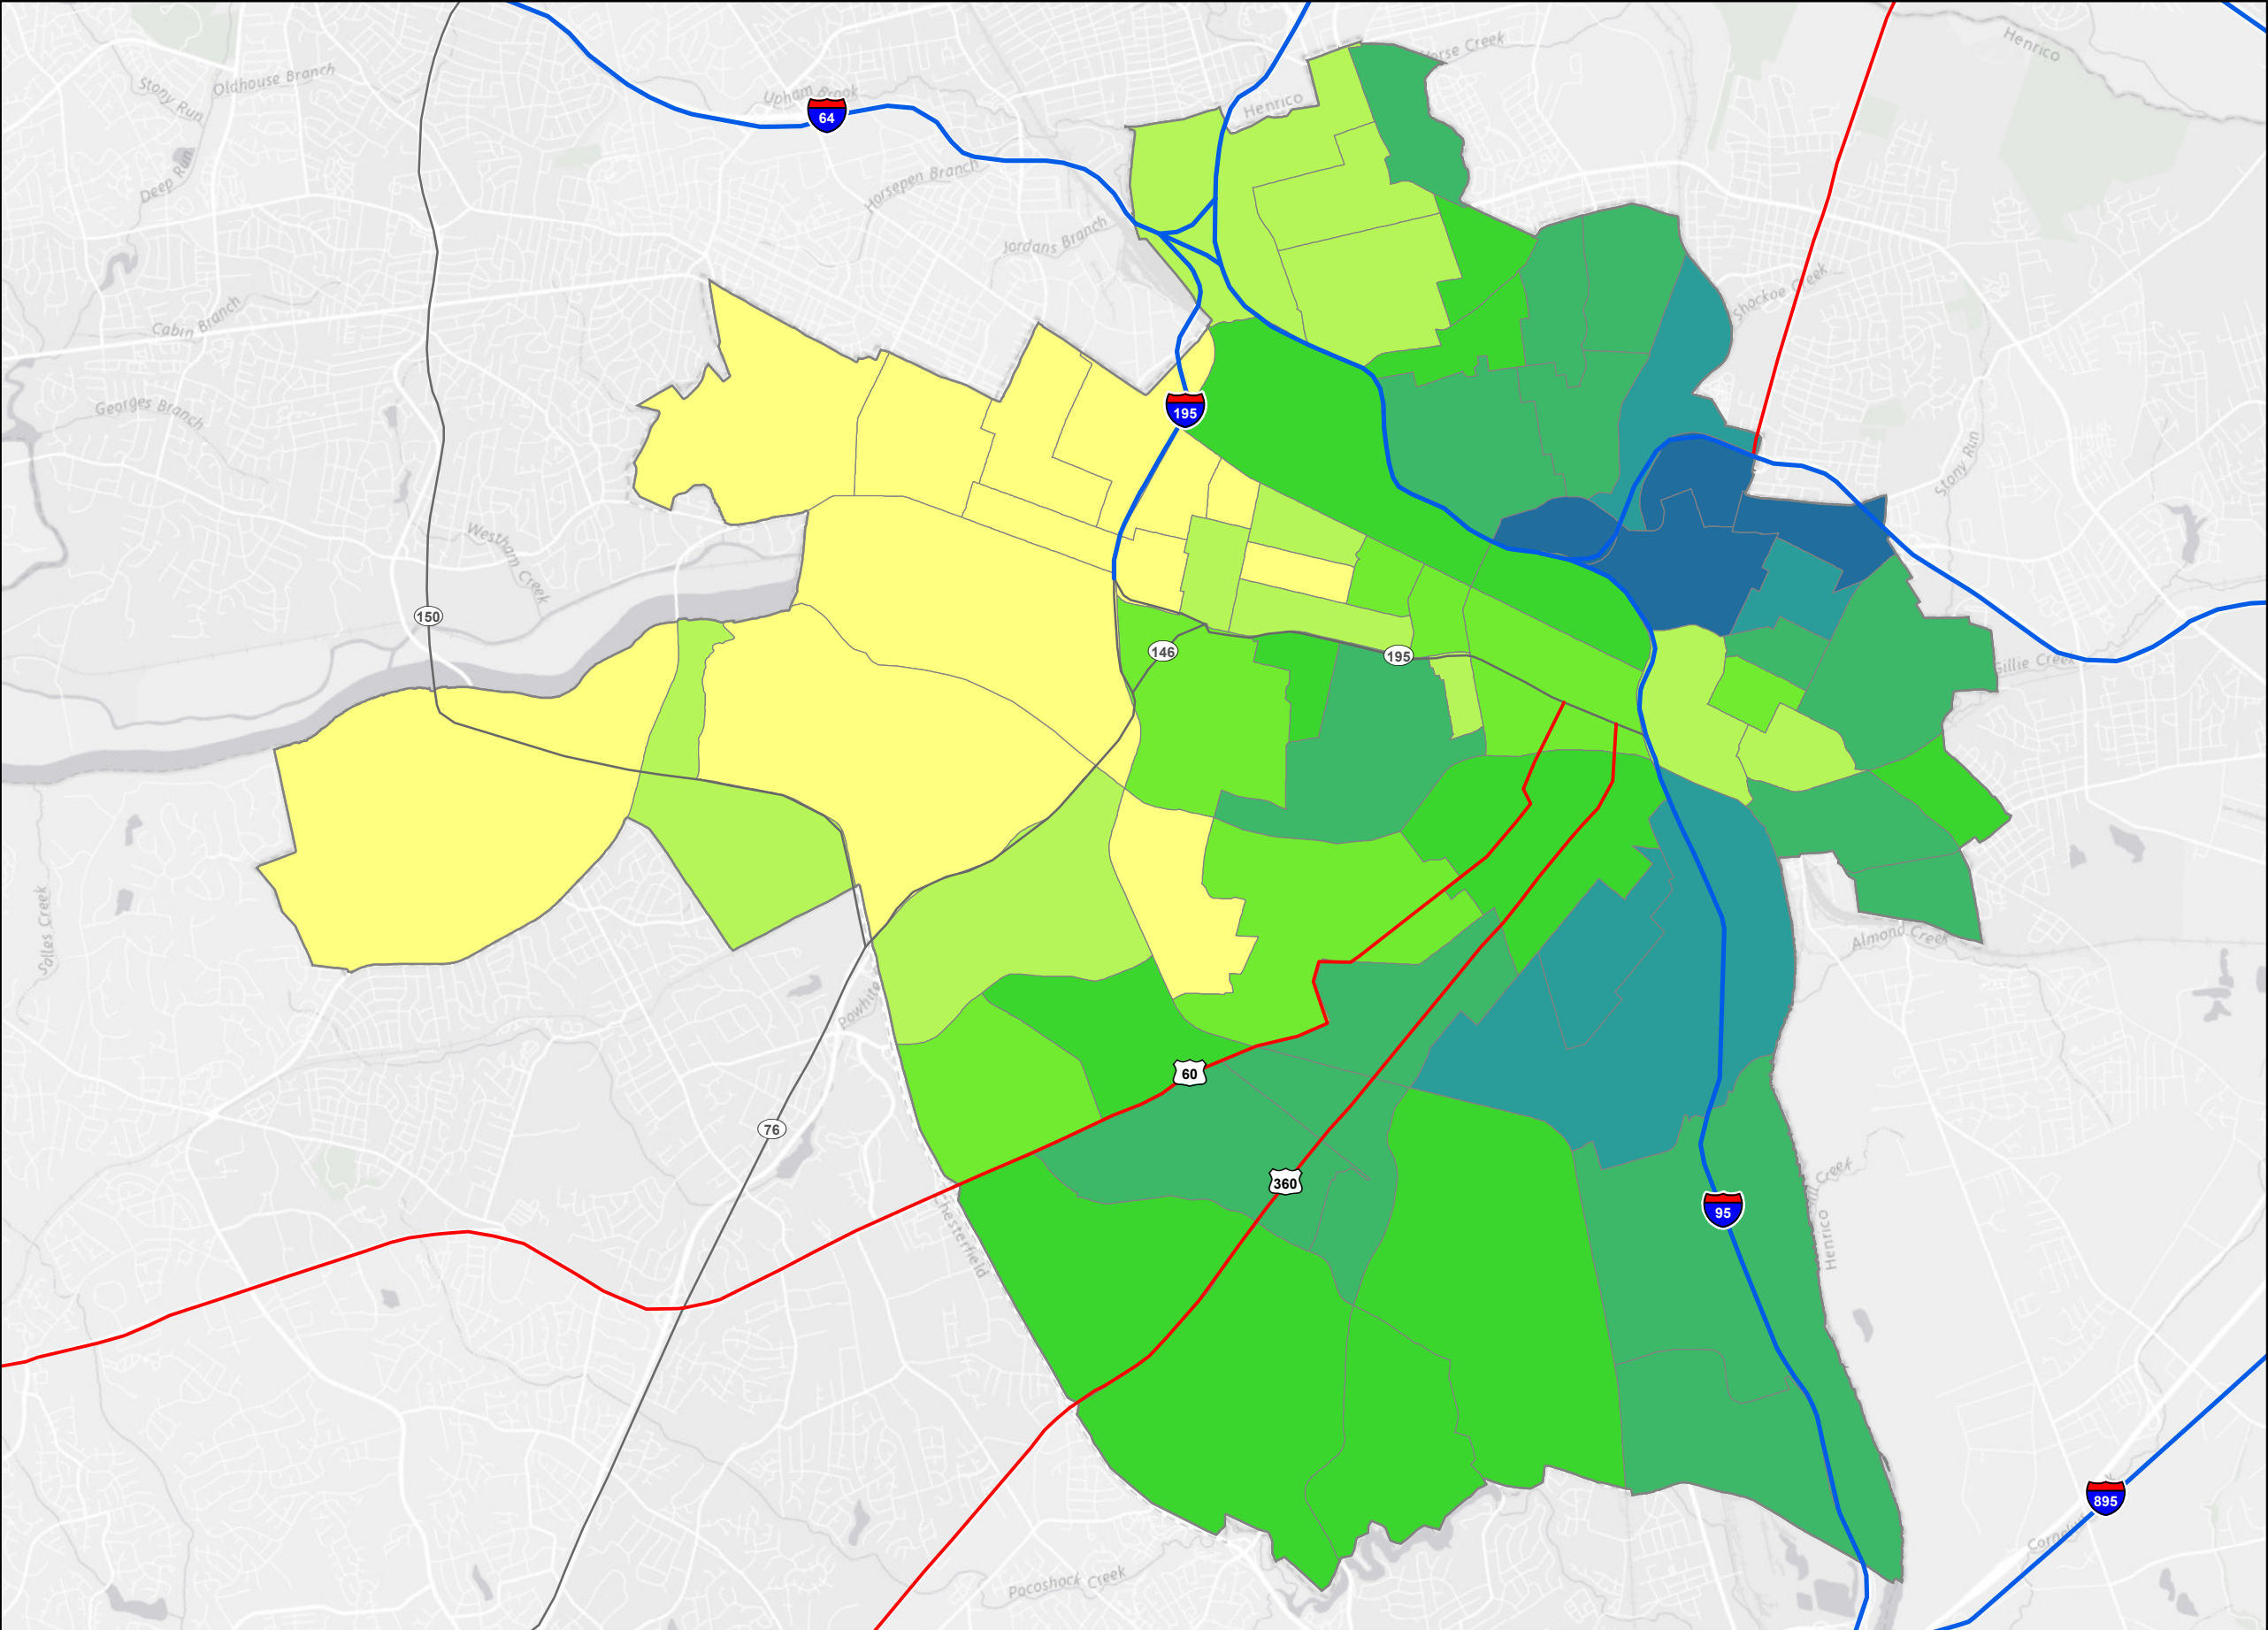 Henrico
Horse Creek
Oldhouse Branch
Stony Run
Upham Brook
64
Henrico
Deep Run
Horsepen Branch
Jordans Branch
Shockoe Creek
Cabin Branch
Georges Branch
195
Stony Run
Westham Creek
150
146
195
Gillie Creek
Salles Creek
Almond Creek
Powhite
60
76
360
95
Creek
Henrico
Chesterfield
895
Pocoshock Creek